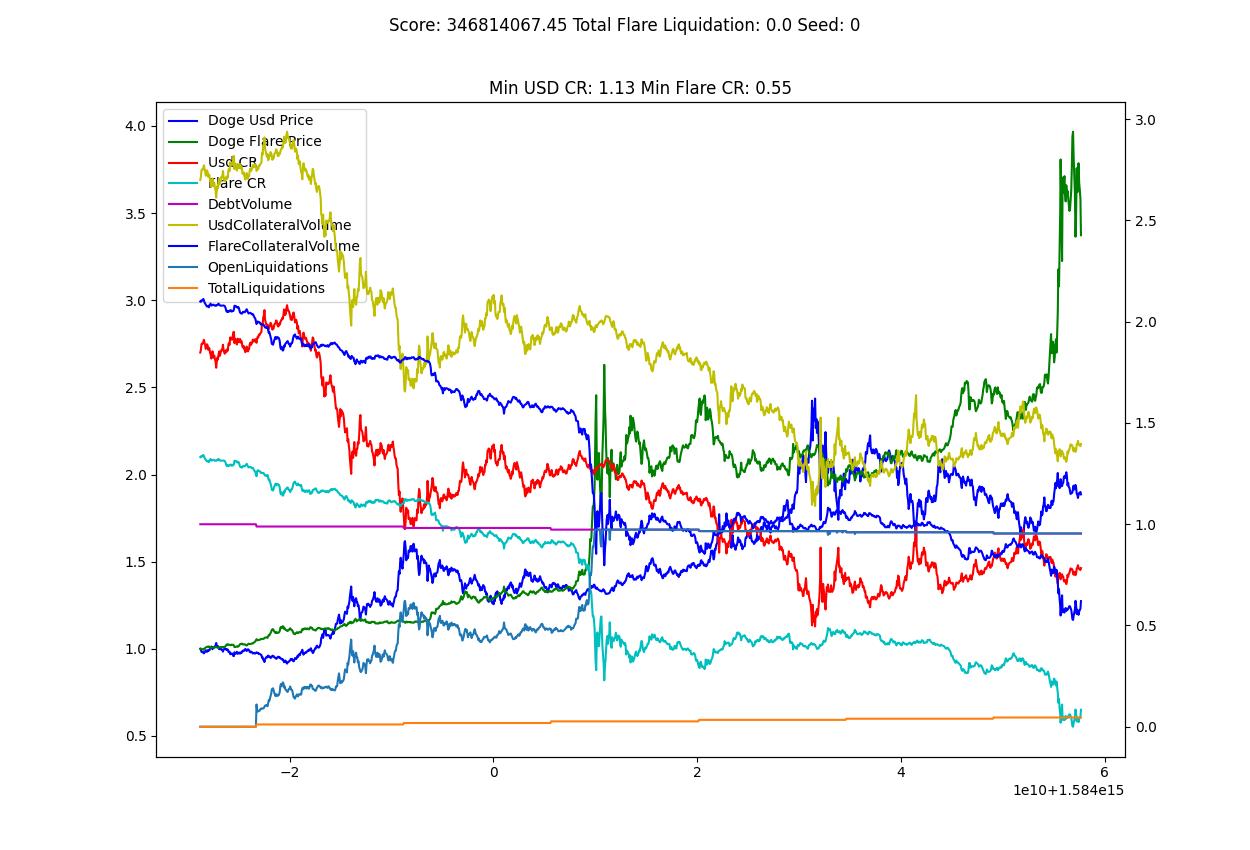 Score: 346814067.45 Total Flare Liquidation: 0.0 Seed: 0
Min USD CR: 1.13 Min Flare CR: 0.55
Doge Usd Price
Doge Flare Price
Usd CR
Flare CR
DebtVolume
UsdCollateralVolume
FlareCollateralVolume
OpenLiquidations
TotalLiquidations
4.0
3.5
3.0
2.5
2.0
1.5
1.0
0.5
3.0
2.5
2.0
1.5
1.0
0.5
0.0
−2 0 2 4 6
1e10+1.584e15